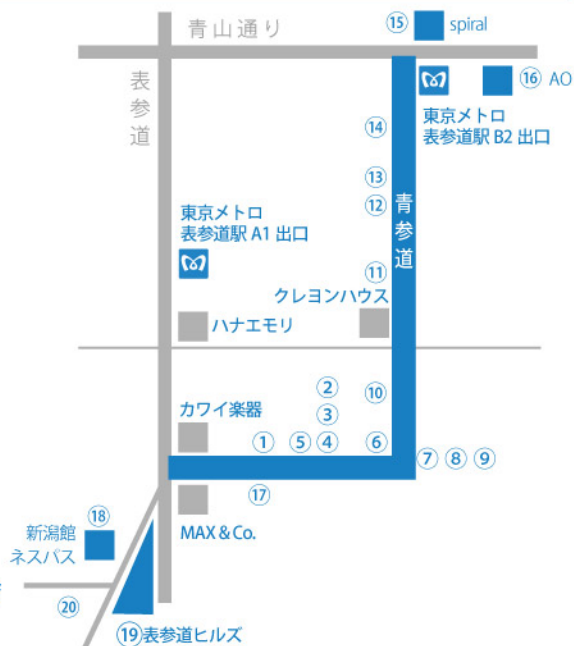 青山通り
⑮ spiral
表参道
⑯ AO
東京メトロ
表参道駅 B2 出口
⑭
⑬
⑫
青参道
東京メトロ
表参道駅 A1 出口
⑪
クレヨンハウス
ハナエモリ
②
③
⑩
カワイ楽器
① ⑤ ④ ⑥
⑦ ⑧ ⑨
⑰
MAX & Co.
⑱
新潟館
ネスパス
⑳
⑲表参道ヒルズ